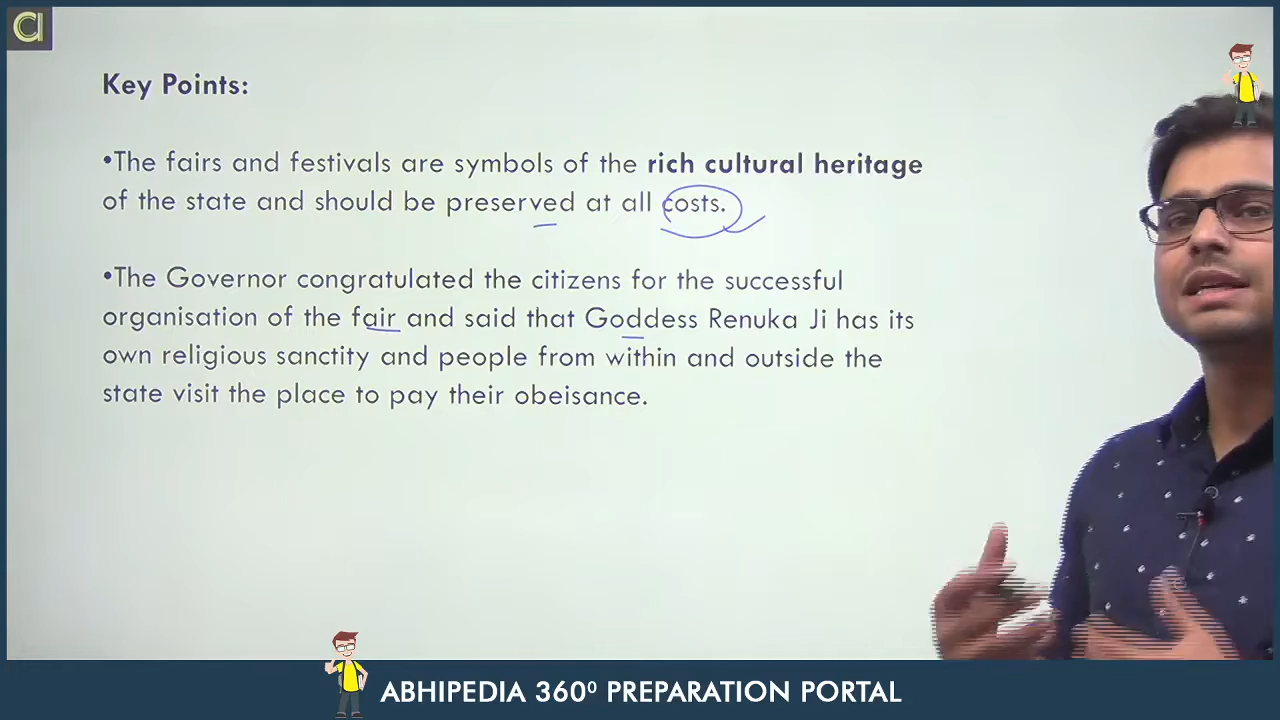 Key Points:
•The fairs and festivals are symbols of the rich cultural heritage
of the state and should be preserved at all costs.
•The Governor congratulated the citizens for the successful
organisation of the fair and said that Goddess Renuka Ji has its
own religious sanctity and people from within and outside the
state visit the place to pay their obeisance.
ABHIPEDIA 360⁰ PREPARATION PORTAL